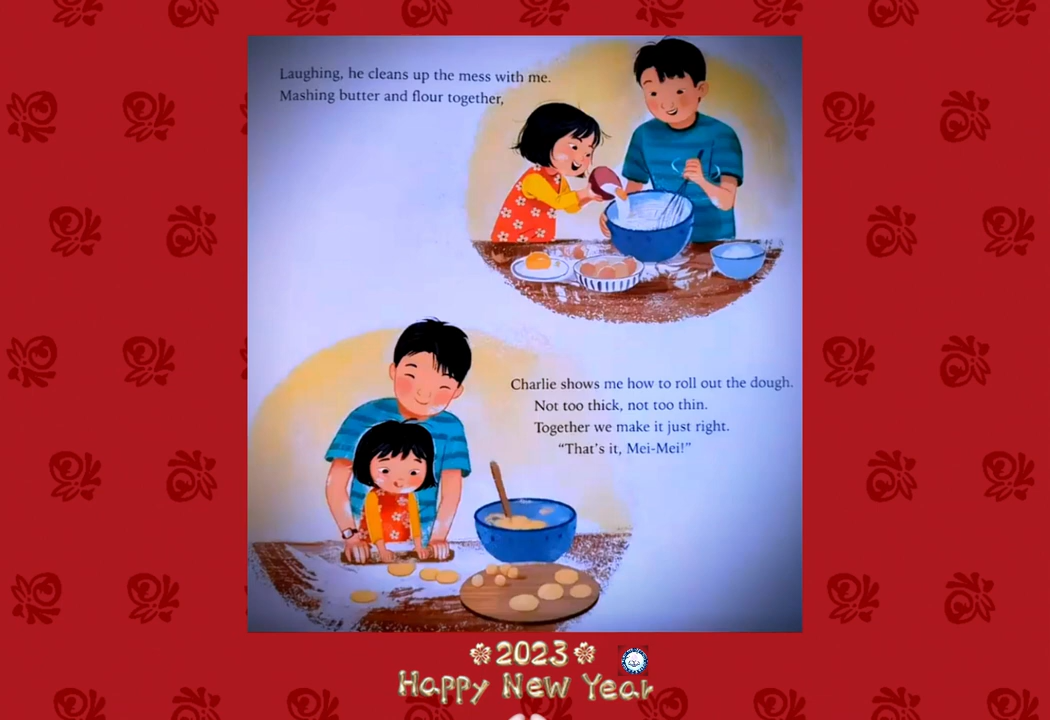 Laughing, he cleans up the mess with me.
Mashing butter and flour together,
Charlie shows me how to roll out the dough.
Not too thick, not too thin.
Together we make it just right.
“That’s it, Mei-Mei!”
2023
Happy New Year